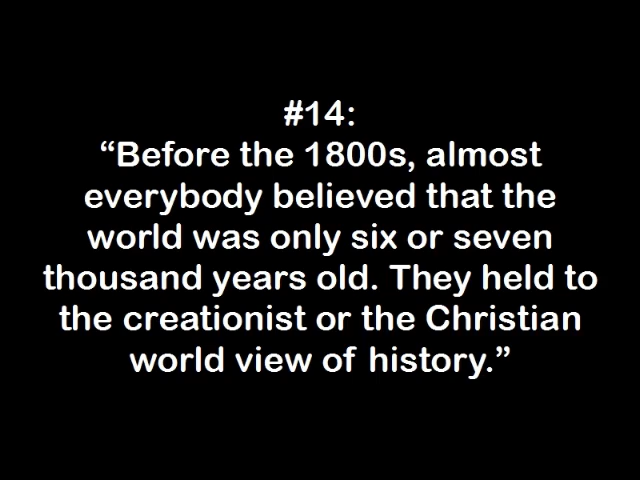 #14:
“Before the 1800s, almost
everybody believed that the
world was only six or seven
thousand years old. They held to
the creationist or the Christian
world view of history.”